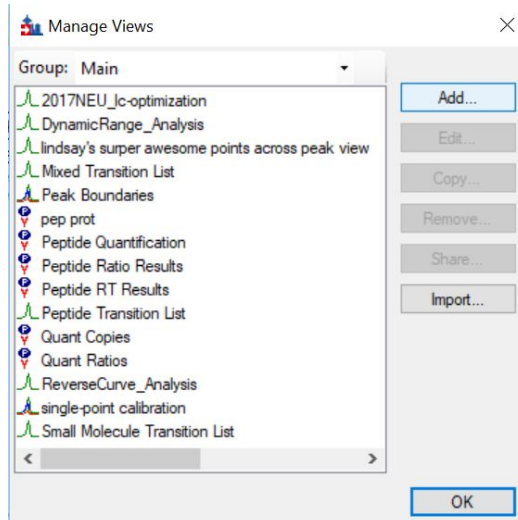 Manage Views
Group: Main
2017NEU_lc-optimization
DynamicRange_Analysis
lindsay's surper awesome points across peak view
Mixed Transition List
Peak Boundaries
pep prot
Peptide Quantification
Peptide Ratio Results
Peptide RT Results
Peptide Transition List
Quant Copies
Quant Ratios
ReverseCurve_Analysis
single-point calibration
Small Molecule Transition List
Add...
Edit...
Copy...
Remove...
Share...
Import...
OK